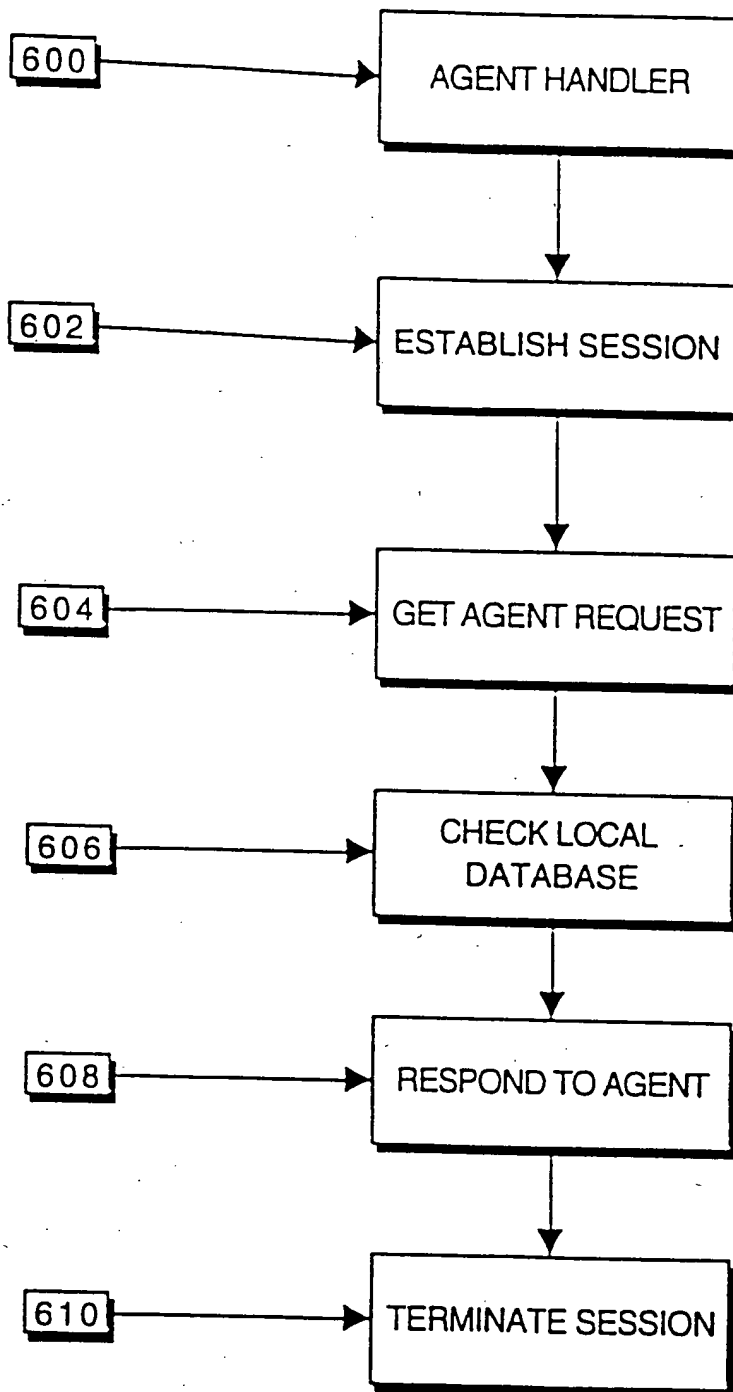 600
AGENT HANDLER
602
ESTABLISH SESSION
604
GET AGENT REQUEST
606
CHECK LOCAL
DATABASE
608
RESPOND TO AGENT
610
TERMINATE SESSION